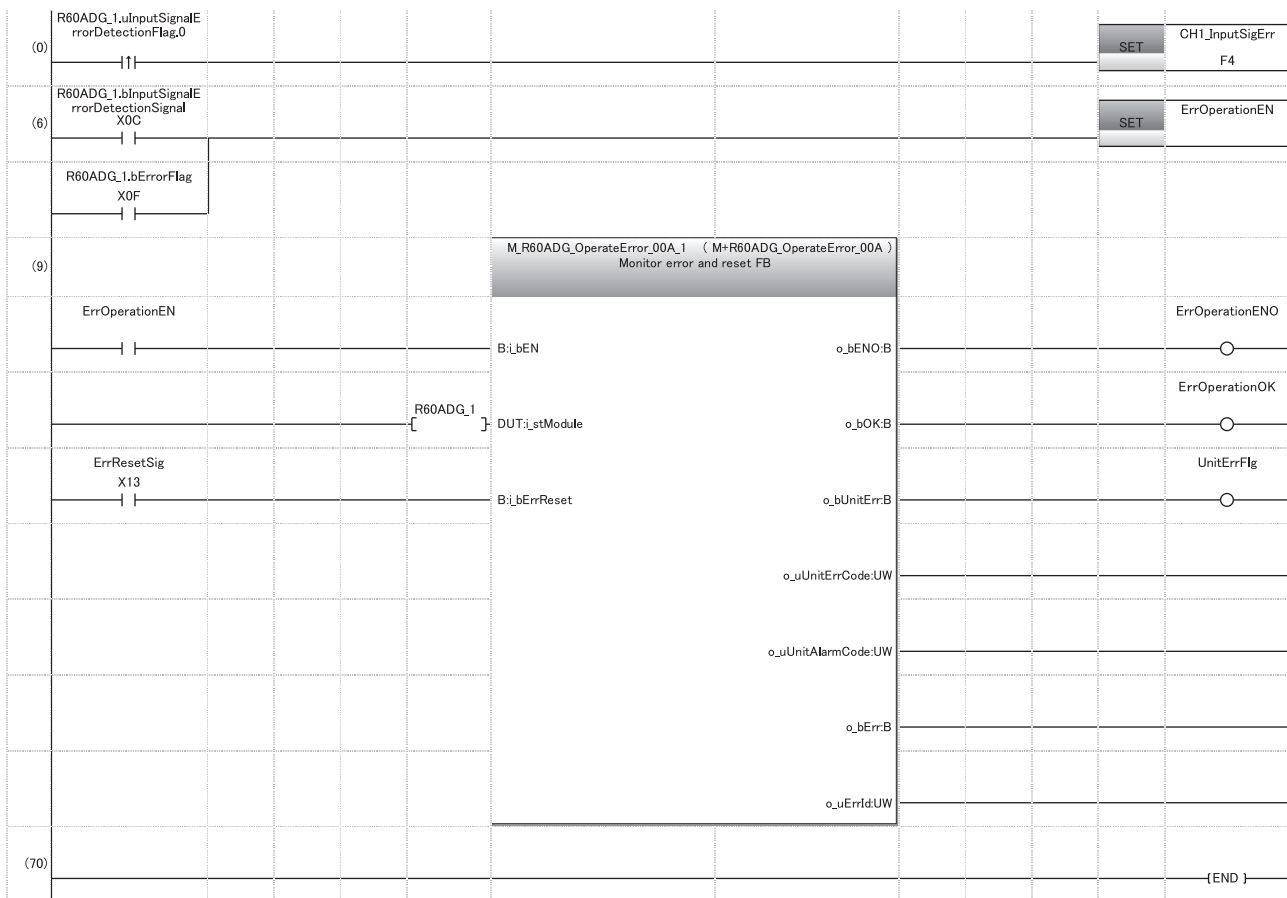 R60ADG_1.uInputSignalE
rrorDetectionFlag.0
(0)
SET
CH1_InputSigErr
F4
R60ADG_1.bInputSignalE
rrorDetectionSignal
X0C
(6)
SET
ErrOperationEN
R60ADG_1.bErrorFlag
X0F
(9)
M_R60ADG_OperateError_00A_1 ( M+R60ADG_OperateError_00A )
Monitor error and reset FB
ErrOperationEN
ErrOperationENO
B:i_bEN
o_bENO:B
ErrOperationOK
R60ADG_1
DUT:i_stModule
o_bOK:B
ErrResetSig
X13
UnitErrFlg
B:i_bErrReset
o_bUnitErr:B
o_uUnitErrCode:UW
o_uUnitAlarmCode:UW
o_bErr:B
o_uErrId:UW
(70)
END